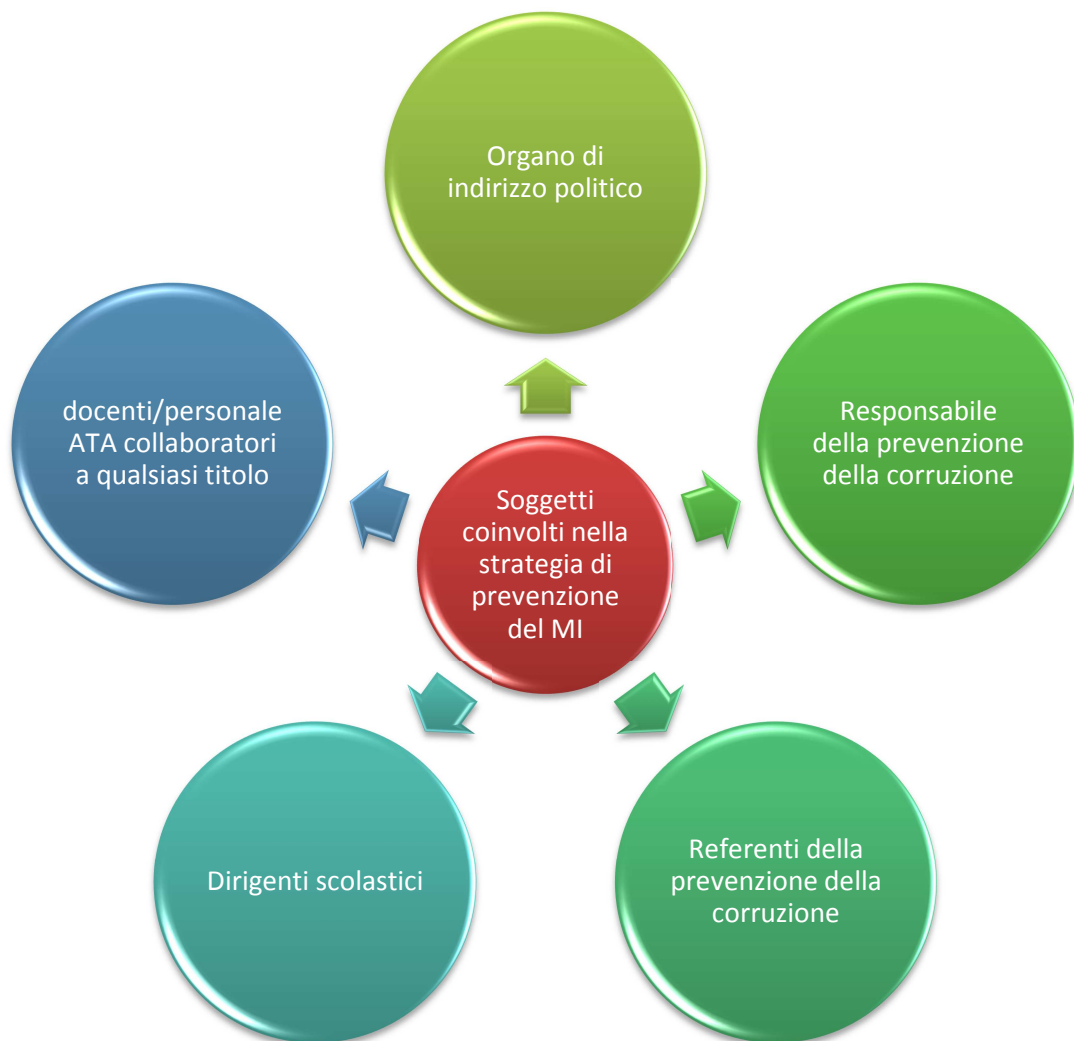 Organo di
indirizzo politico
Responsabile
della prevenzione
della corruzione
Referenti della
prevenzione della
corruzione
Dirigenti scolastici
docenti/personale
ATA collaboratori
a qualsiasi titolo
Soggetti
coinvolti nella
strategia di
prevenzione
del MI